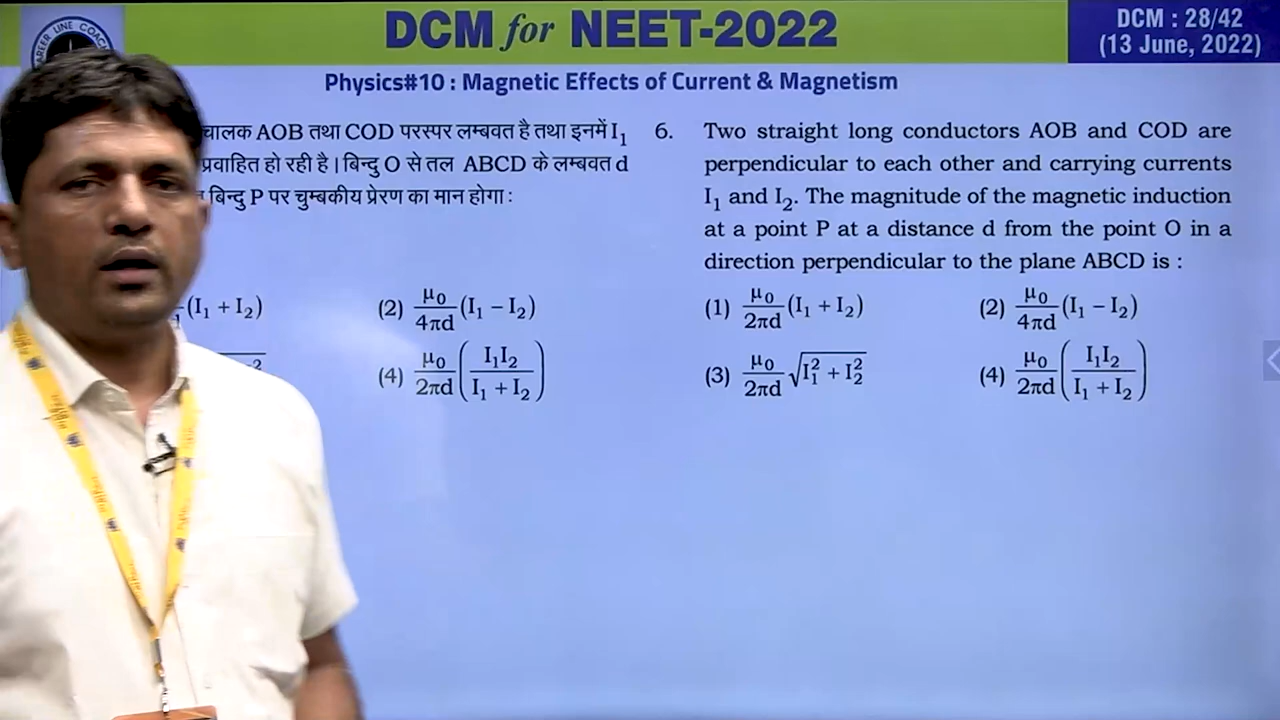 DCM for NEET-2022
DCM : 28/42
(13 June, 2022)
Physics#10 : Magnetic Effects of Current & Magnetism
चालक AOB तथा COD परस्पर लम्बवत है तथा इनमें I₁
प्रवाहित हो रही है। बिन्दु O से तल ABCD के लम्बवत d
बिन्दु P पर चुम्बकीय प्रेरण का मान होगा :
(I₁ + I₂)
(2) μ₀/4πd (I₁ − I₂)
(4) μ₀/2πd (I₁I₂/I₁ + I₂)
6. Two straight long conductors AOB and COD are
perpendicular to each other and carrying currents
I₁ and I₂. The magnitude of the magnetic induction
at a point P at a distance d from the point O in a
direction perpendicular to the plane ABCD is :
(1) μ₀/2πd (I₁ + I₂) (2) μ₀/4πd (I₁ − I₂)
(3) μ₀/2πd √I₁² + I₂² (4) μ₀/2πd (I₁I₂/I₁ + I₂)